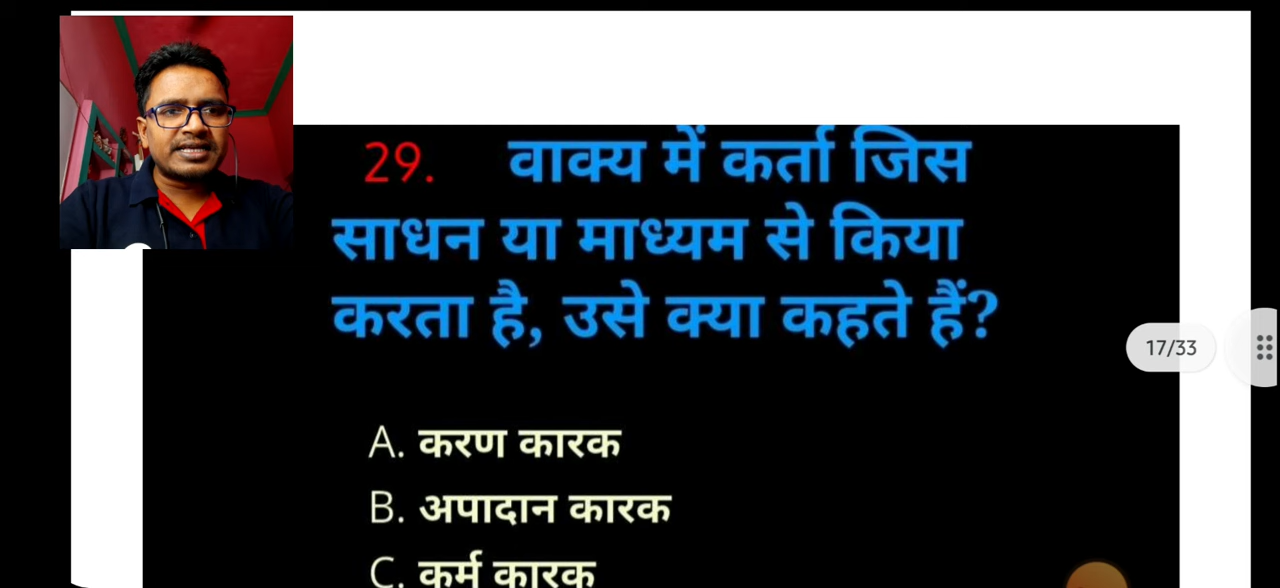 29. वाक्य में कर्ता जिस
साधन या माध्यम से किया
करता है, उसे क्या कहते हैं?
17/33
A. करण कारक
B. अपादान कारक
C. कर्म कारक